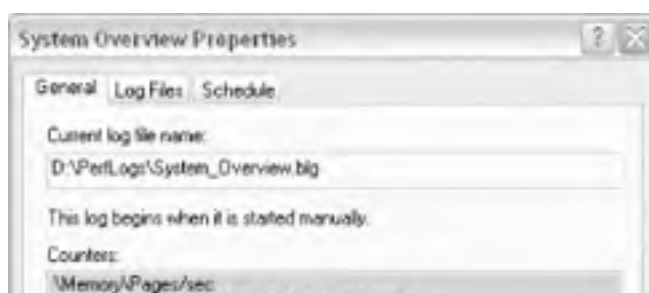 System Overview Properties
General Log Files Schedule
Current log file name:
D:\PerfLogs\System_Overview.blg
This log begins when it is started manually.
Counters:
\Memory\Pages/sec